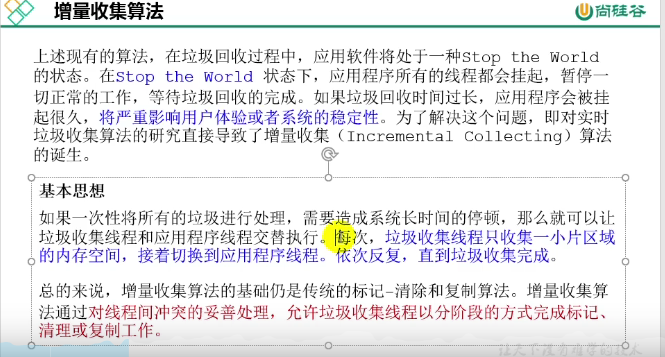 增量收集算法
尚硅谷
上述现有的算法，在垃圾回收过程中，应用软件将处于一种Stop the World
的状态。在Stop the World 状态下，应用程序所有的线程都会挂起，暂停一
切正常的工作，等待垃圾回收的完成。如果垃圾回收时间过长，应用程序会被挂
起很久，将严重影响用户体验或者系统的稳定性。为了解决这个问题，即对实时
垃圾收集算法的研究直接导致了增量收集（Incremental Collecting）算法
的诞生。
基本思想
如果一次性将所有的垃圾进行处理，需要造成系统长时间的停顿，那么就可以让
垃圾收集线程和应用程序线程交替执行。每次，垃圾收集线程只收集一小片区域
的内存空间，接着切换到应用程序线程。依次反复，直到垃圾收集完成。
总的来说，增量收集算法的基础仍是传统的标记-清除和复制算法。增量收集算
法通过对线程间冲突的妥善处理，允许垃圾收集线程以分阶段的方式完成标记、
清理或复制工作。